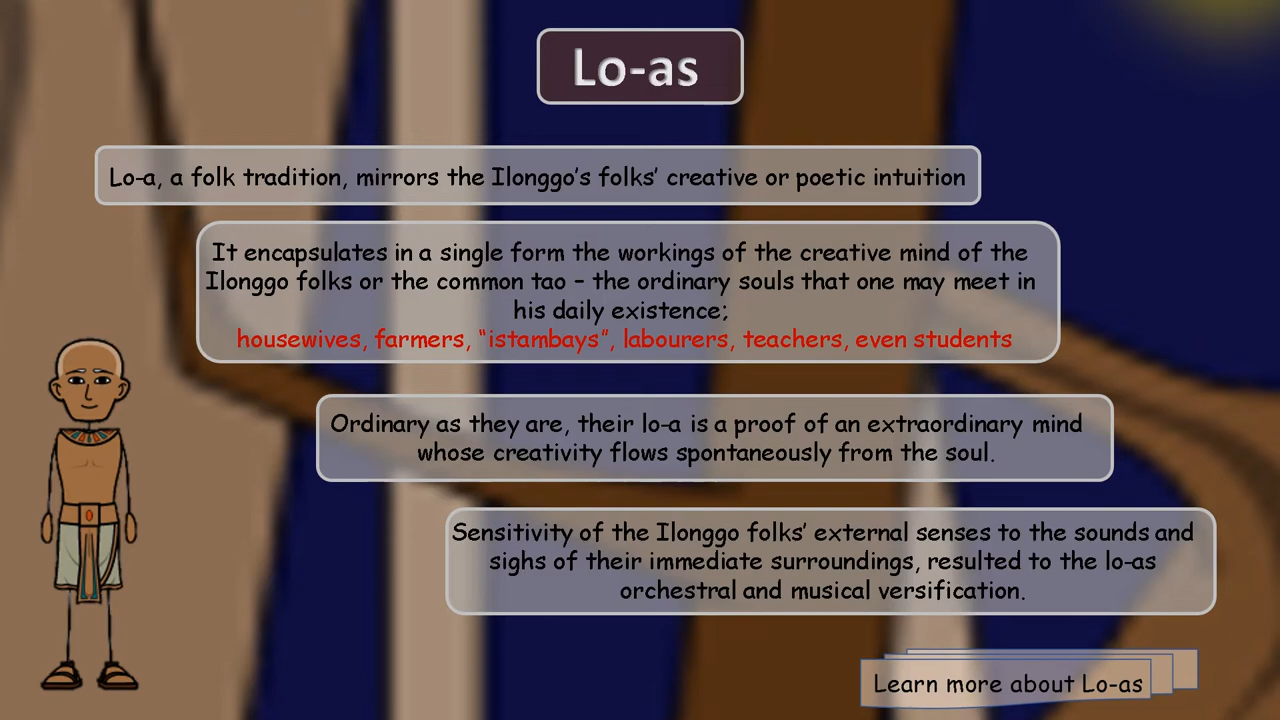 Lo-as
Lo-a, a folk tradition, mirrors the Ilonggo's folks' creative or poetic intuition
It encapsulates in a single form the workings of the creative mind of the
Ilonggo folks or the common tao – the ordinary souls that one may meet in
his daily existence;
housewives, farmers, “istambays”, labourers, teachers, even students
Ordinary as they are, their lo-a is a proof of an extraordinary mind
whose creativity flows spontaneously from the soul.
Sensitivity of the Ilonggo folks’ external senses to the sounds and
sighs of their immediate surroundings, resulted to the lo-as
orchestral and musical versification.
Learn more about Lo-as